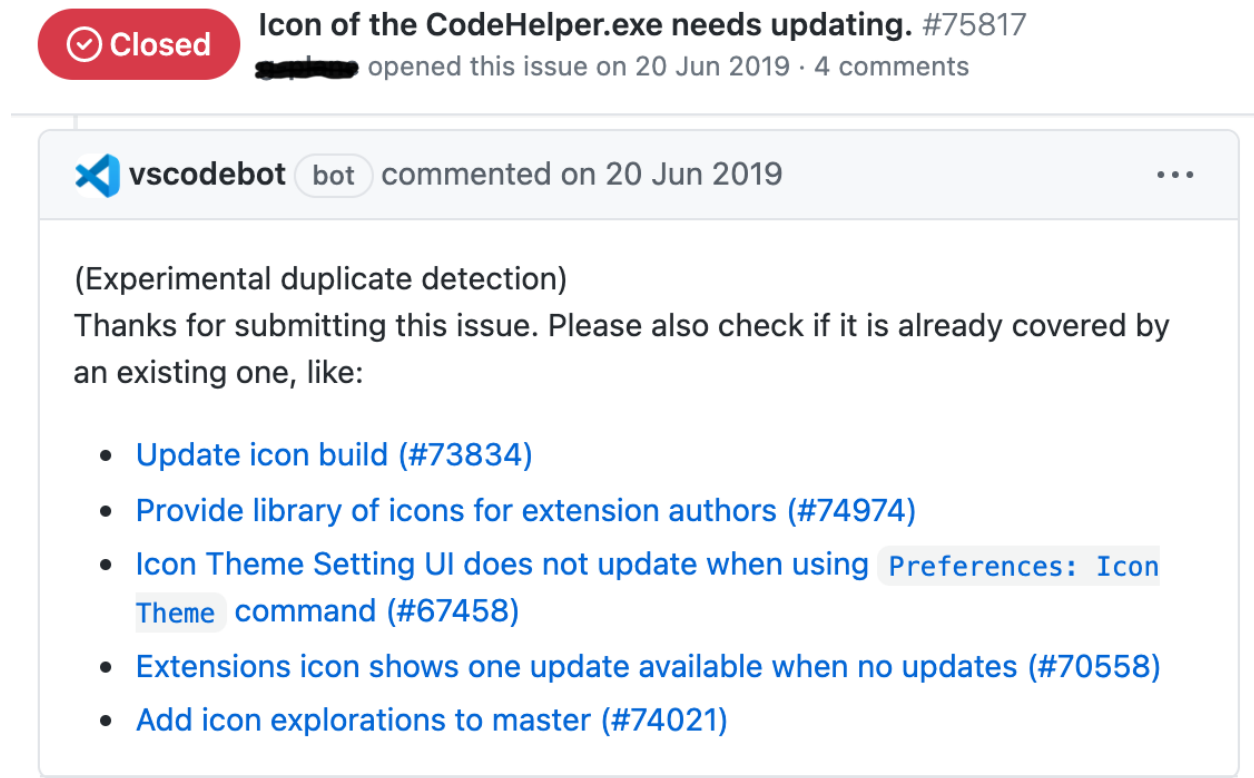 Closed
Icon of the CodeHelper.exe needs updating. #75817
opened this issue on 20 Jun 2019 · 4 comments
vscodebot bot commented on 20 Jun 2019 ...
(Experimental duplicate detection)
Thanks for submitting this issue. Please also check if it is already covered by
an existing one, like:
• Update icon build (#73834)
• Provide library of icons for extension authors (#74974)
• Icon Theme Setting UI does not update when using Preferences: Icon
Theme command (#67458)
• Extensions icon shows one update available when no updates (#70558)
• Add icon explorations to master (#74021)